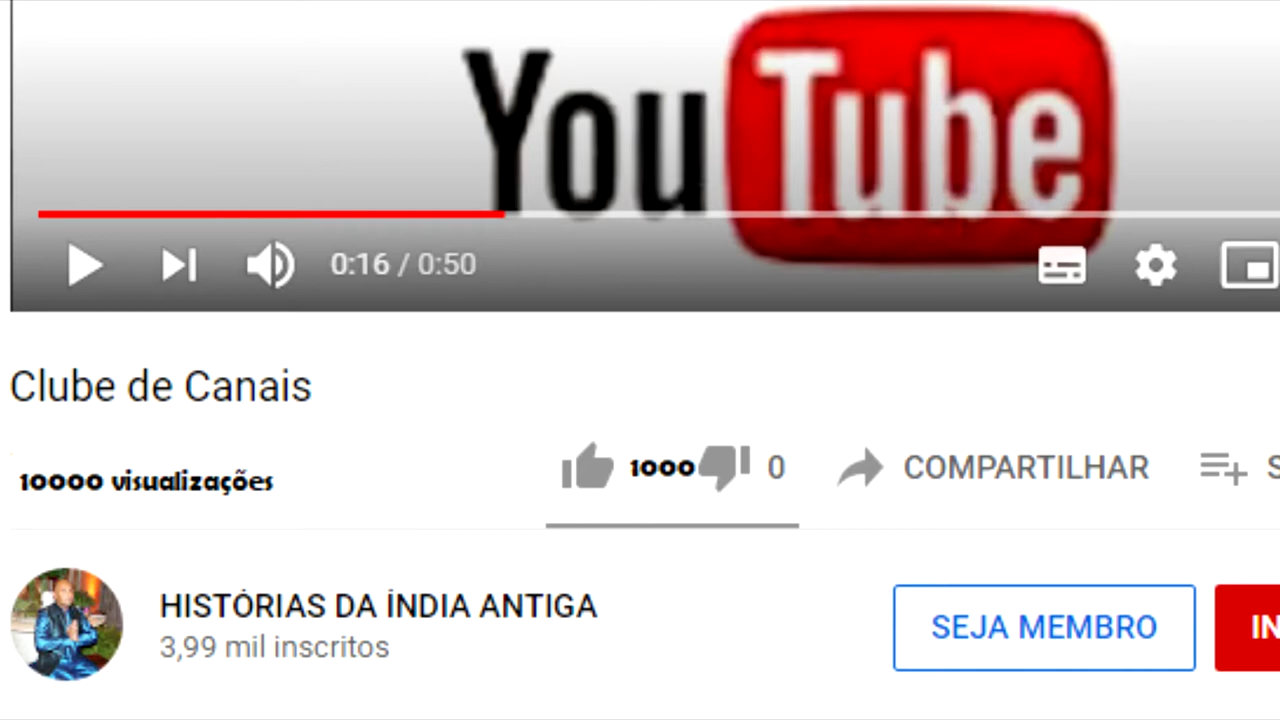 YouTube
0:16 / 0:50
Clube de Canais
10000 visualizações
1000 0 COMPARTILHAR S
HISTÓRIAS DA ÍNDIA ANTIGA
3,99 mil inscritos
SEJA MEMBRO
IN